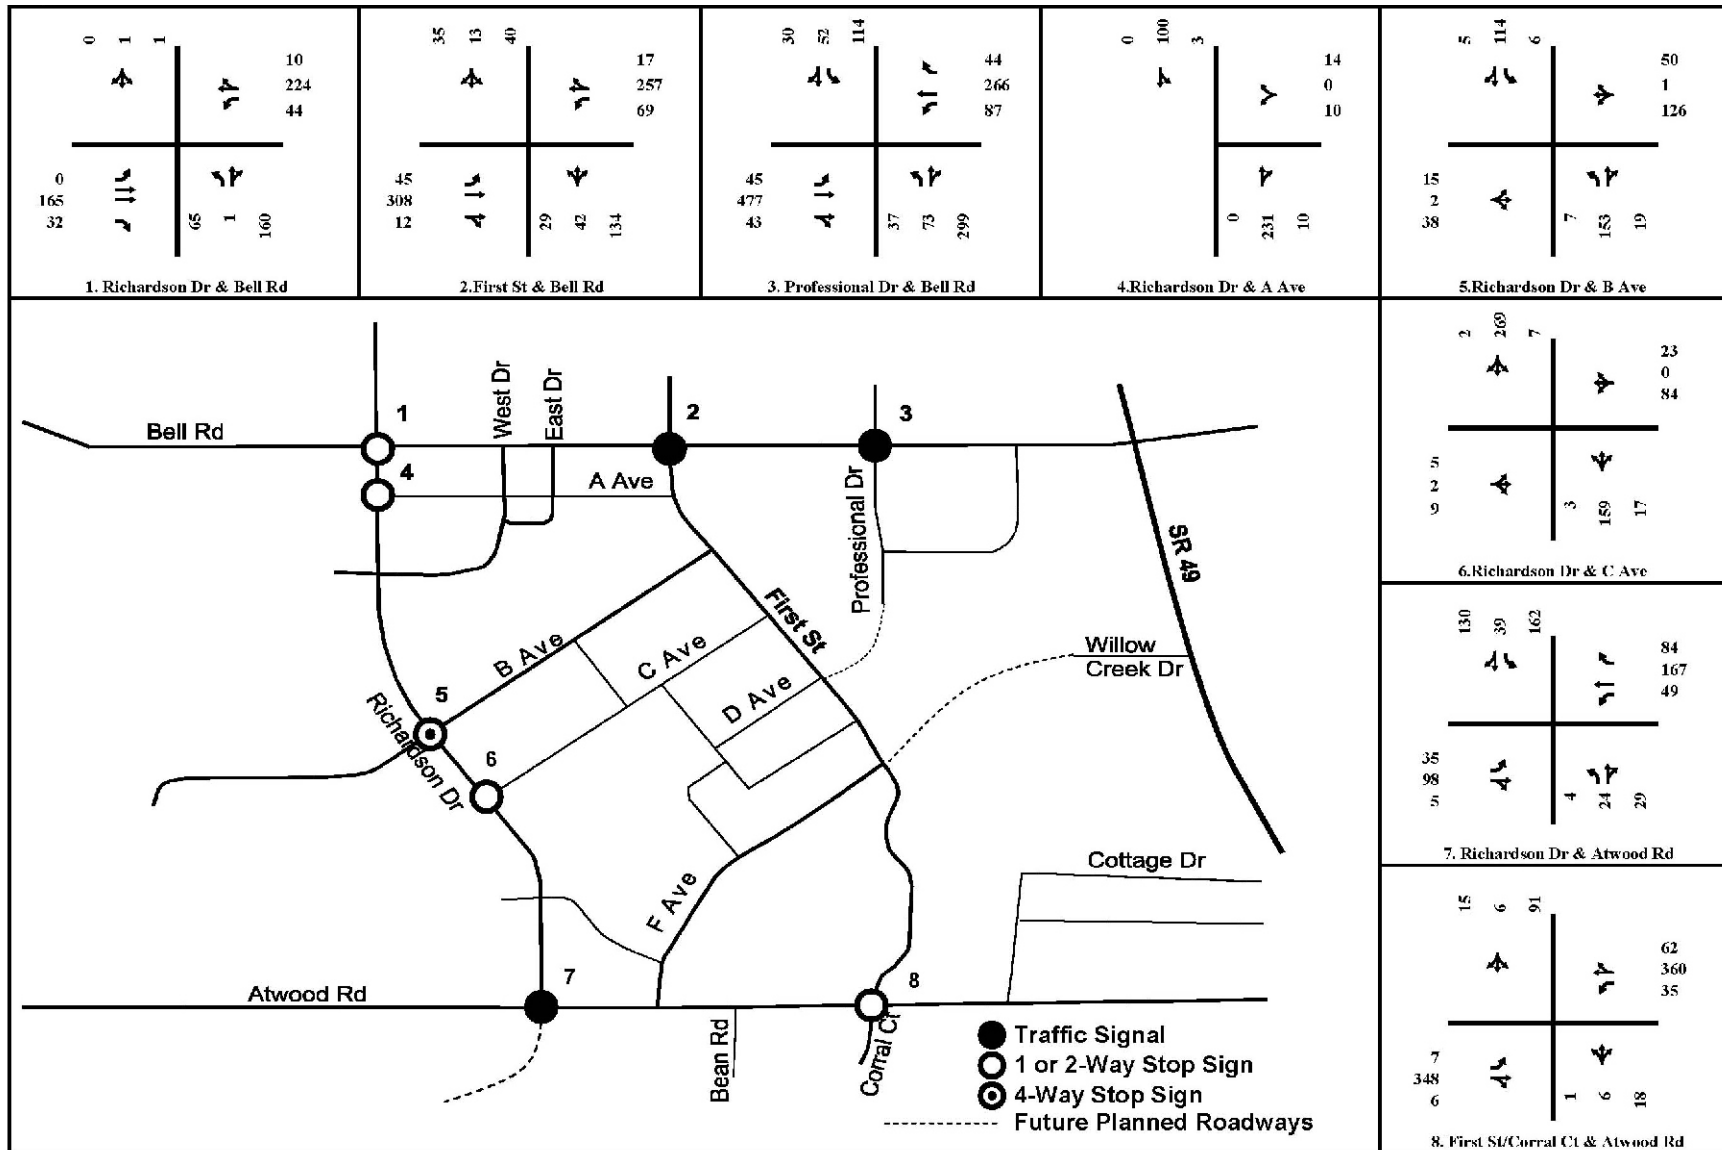 0 1 1
10
224
44
0
165
32
65 1 160
1. Richardson Dr & Bell Rd
35 13 40
17
257
69
45
308
12
29 42 134
2.First St & Bell Rd
30 52 114
44
266
87
45
477
43
37 73 299
3. Professional Dr & Bell Rd
0 100 3
14
0
10
0 231 10
4.Richardson Dr & A Ave
5 114 6
50
1
126
15
2
38
7 153 19
5.Richardson Dr & B Ave
2 269 7
23
0
84
5
2
9
3 159 17
6.Richardson Dr & C Ave
130 39 162
84
167
49
35
98
5
4 24 29
7. Richardson Dr & Atwood Rd
15 6 91
62
360
35
7
348
6
1 6 18
8. First St/Corral Ct & Atwood Rd
Bell Rd
1
West Dr
East Dr
2
3
4
A Ave
Professional Dr
SR 49
First St
B Ave
C Ave
D Ave
Willow
Creek Dr
5
Richardson Dr
6
F Ave
Cottage Dr
7
8
Atwood Rd
Bean Rd
Corral Ct
Traffic Signal
1 or 2-Way Stop Sign
4-Way Stop Sign
Future Planned Roadways